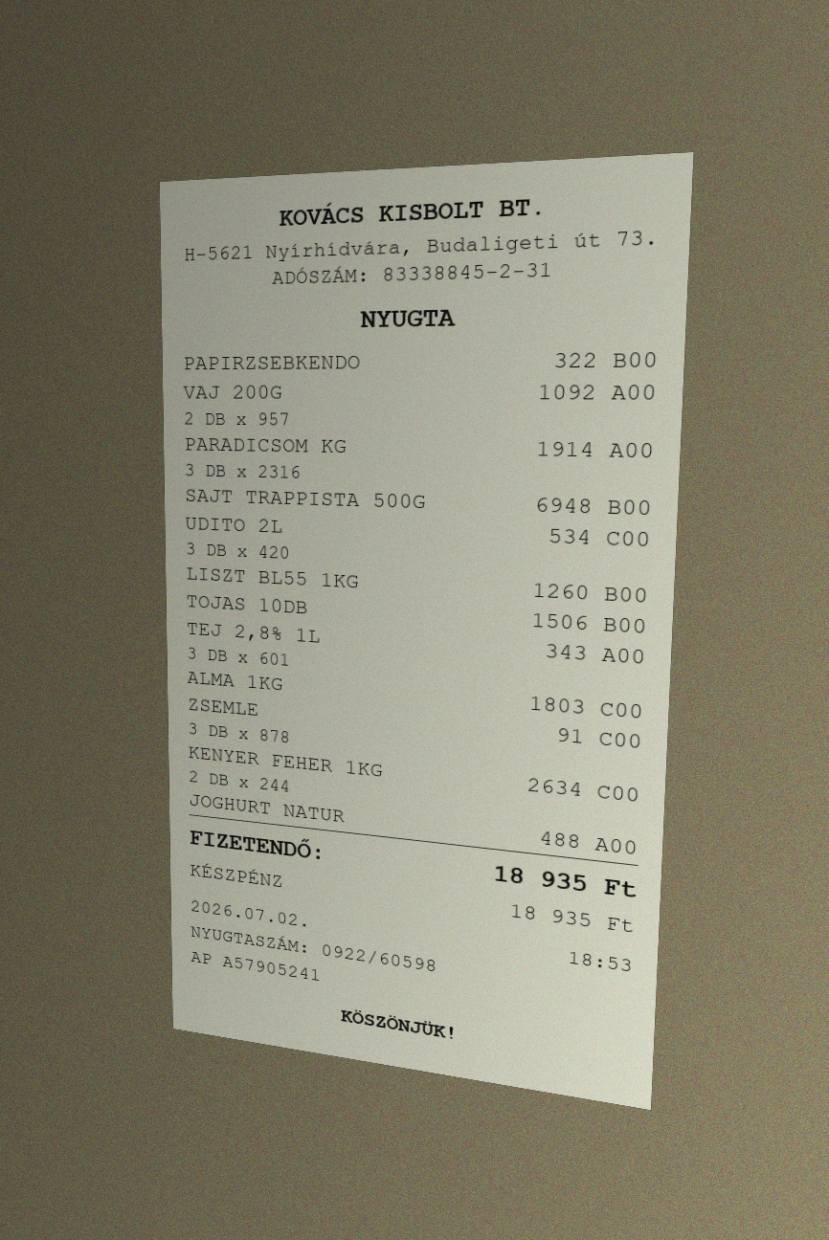 KOVÁCS KISBOLT BT.
H-5621 Nyírhídvára, Budaligeti út 73.
ADÓSZÁM: 83338845-2-31
NYUGTA
PAPIRZSEBKENDO 322 B00
VAJ 200G 1092 A00
2 DB x 957
PARADICSOM KG 1914 A00
3 DB x 2316
SAJT TRAPPISTA 500G 6948 B00
UDITO 2L 534 C00
3 DB x 420
LISZT BL55 1KG 1260 B00
TOJAS 10DB 1506 B00
TEJ 2,8% 1L 343 A00
3 DB x 601
ALMA 1KG 1803 C00
ZSEMLE 91 C00
3 DB x 878
KENYER FEHER 1KG 2634 C00
2 DB x 244
JOGHURT NATUR 488 A00
FIZETENDŐ: 18 935 Ft
KÉSZPÉNZ 18 935 Ft
2026.07.02. 18:53
NYUGTASZÁM: 0922/60598
AP A57905241
KÖSZÖNJÜK!